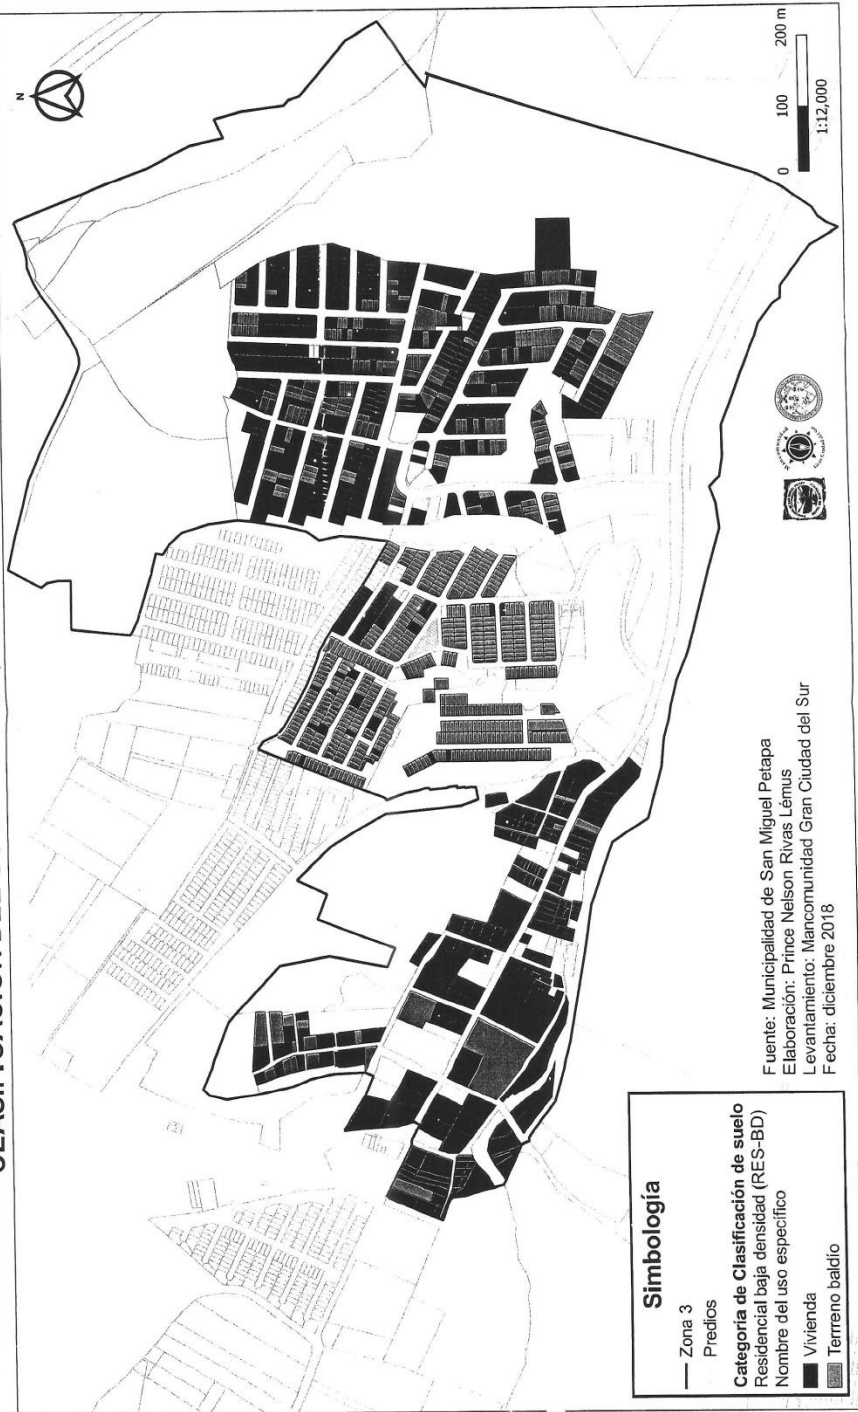 N
200 m
100
0
1:12,000
Fuente: Municipalidad de San Miguel Petapa
Elaboración: Prince Nelson Rivas Lémus
Levantamiento: Mancomunidad Gran Ciudad del Sur
Fecha: diciembre 2018
Simbología
Zona 3
Predios
Categoría de Clasificación de suelo
Residencial baja densidad (RES-BD)
Nombre del uso específico
Vivienda
Terrreno baldío